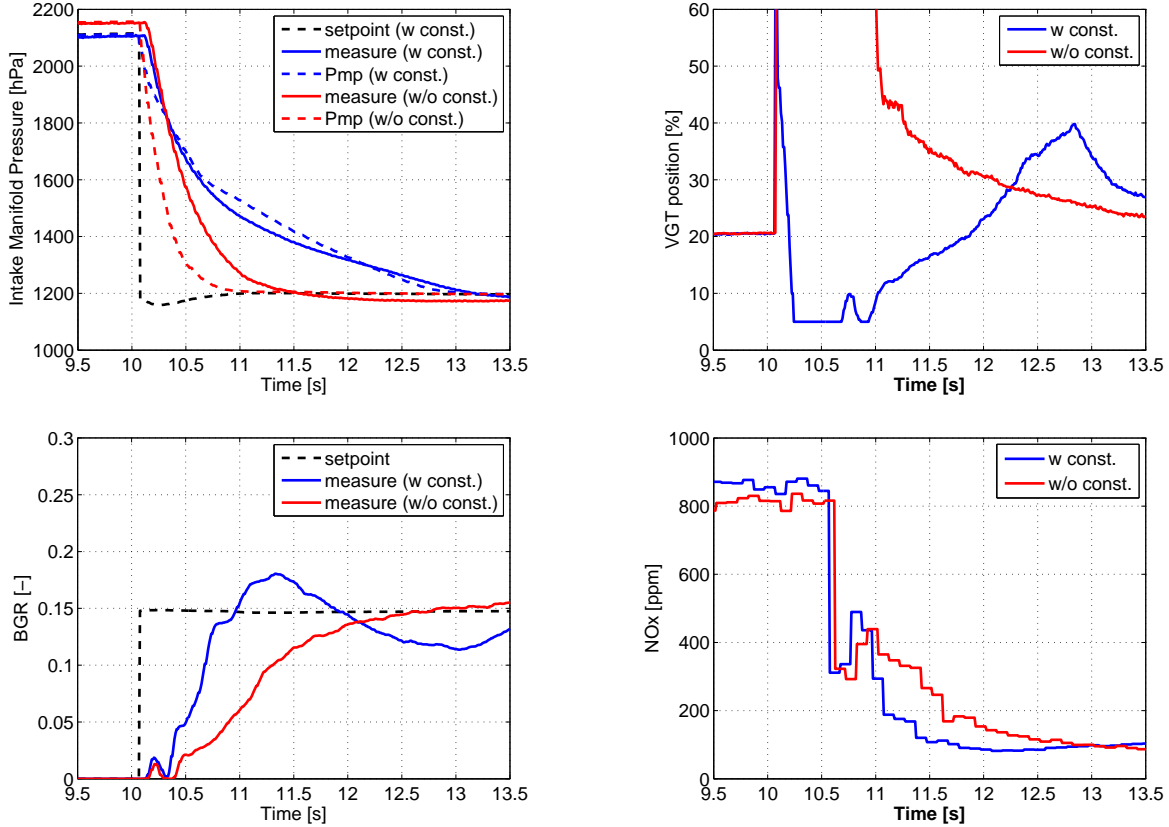 2200
2000
1800
1600
1400
1200
1000
Intake Manifold Pressure [hPa]
setpoint (w const.)
measure (w const.)
Pmp (w const.)
measure (w/o const.)
Pmp (w/o const.)
9.5 10 10.5 11 11.5 12 12.5 13 13.5
Time [s]
60
50
40
30
20
10
0
VGT position [%]
w const.
w/o const.
9.5 10 10.5 11 11.5 12 12.5 13 13.5
Time [s]
0.3
0.25
0.2
0.15
0.1
0.05
0
BGR [−]
setpoint
measure (w const.)
measure (w/o const.)
9.5 10 10.5 11 11.5 12 12.5 13 13.5
Time [s]
1000
800
600
400
200
0
NOx [ppm]
w const.
w/o const.
9.5 10 10.5 11 11.5 12 12.5 13 13.5
Time [s]